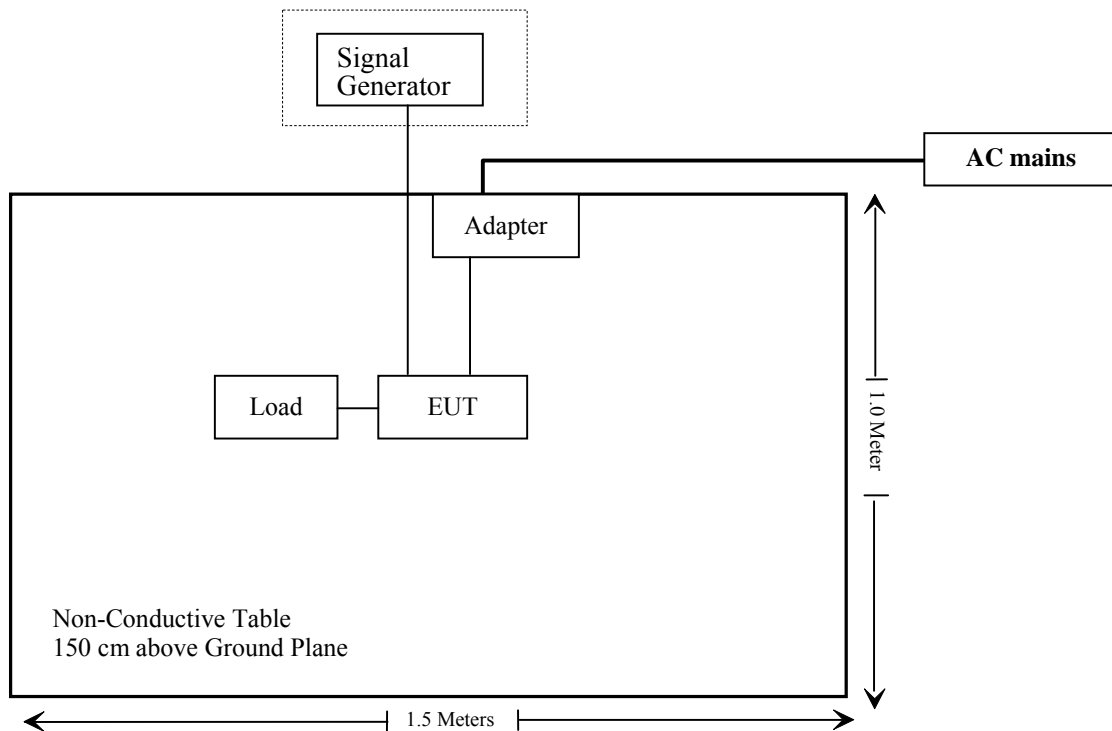 Signal
Generator
AC mains
Adapter
Load
EUT
1.0 Meter
Non-Conductive Table
150 cm above Ground Plane
1.5 Meters